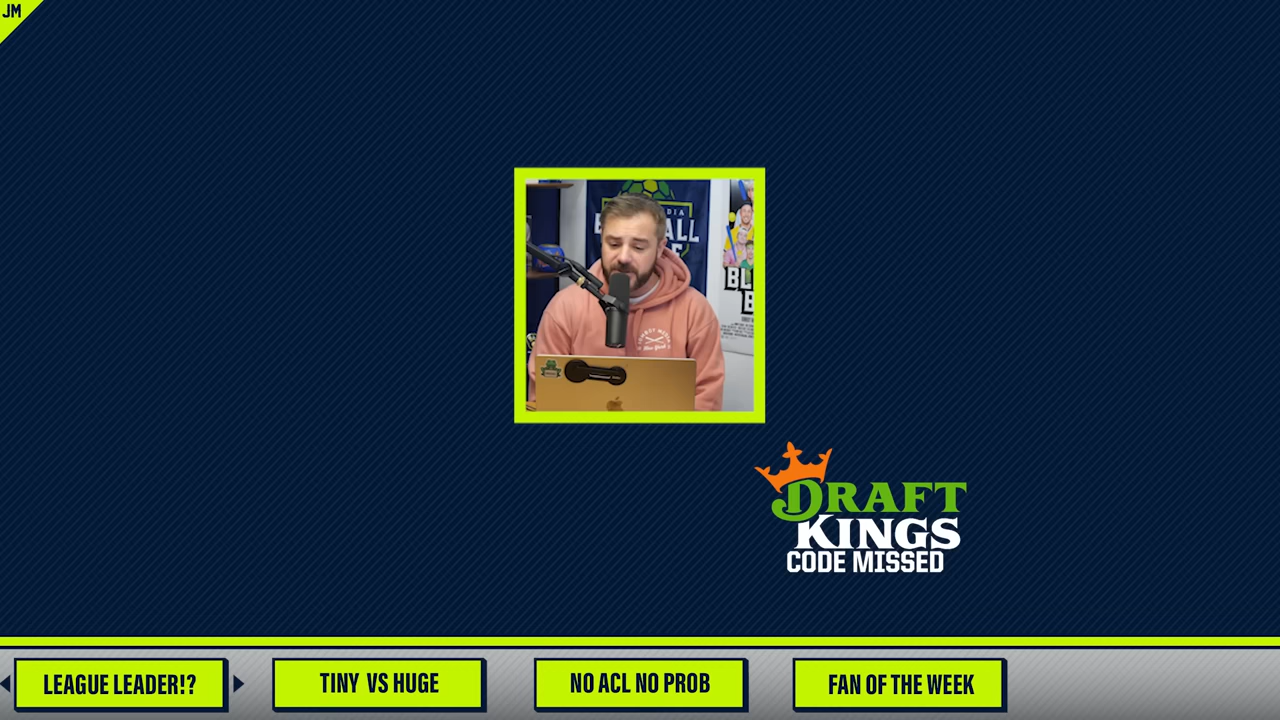 JM
DRAFT
KINGS
CODE MISSED
LEAGUE LEADER!?
TINY VS HUGE
NO ACL NO PROB
FAN OF THE WEEK